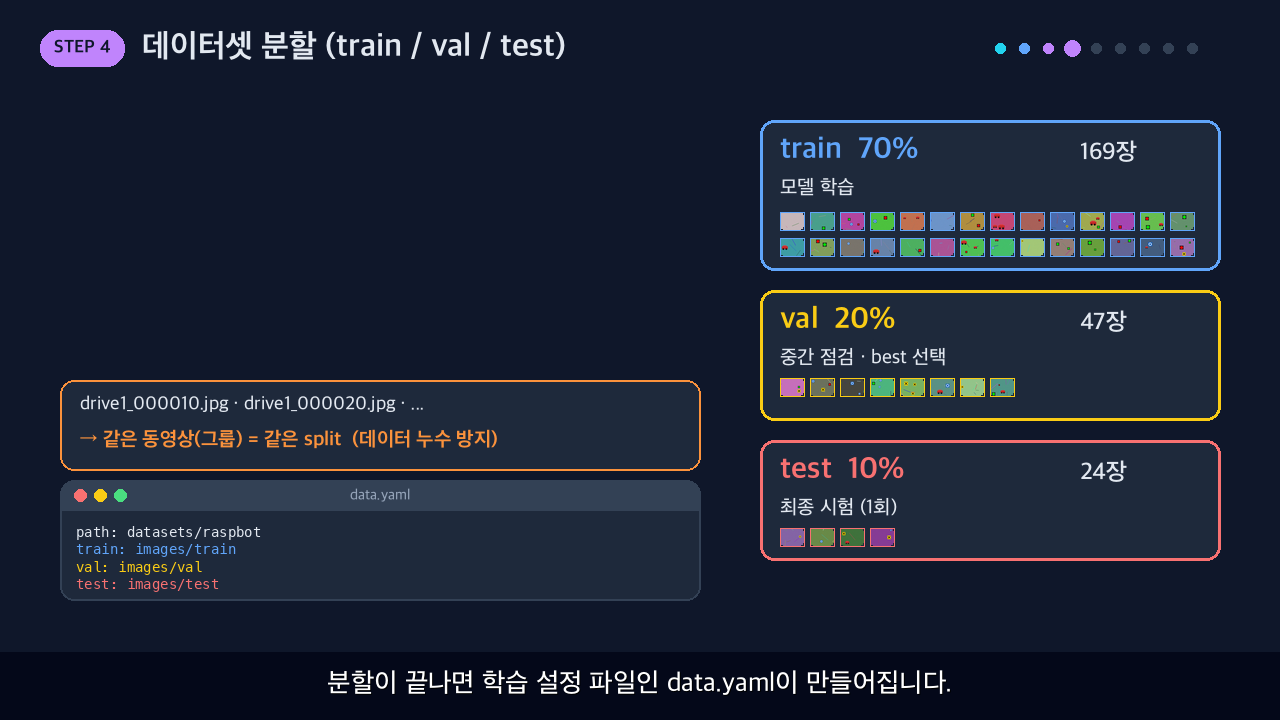 STEP 4 데이터셋 분할 (train / val / test)
train 70% 169장
모델 학습
val 20% 47장
중간 점검 · best 선택
test 10% 24장
최종 시험 (1회)
drive1_000010.jpg · drive1_000020.jpg · ...
→ 같은 동영상(그룹) = 같은 split (데이터 누수 방지)
data.yaml
path: datasets/raspbot
train: images/train
val: images/val
test: images/test
분할이 끝나면 학습 설정 파일인 data.yaml이 만들어집니다.